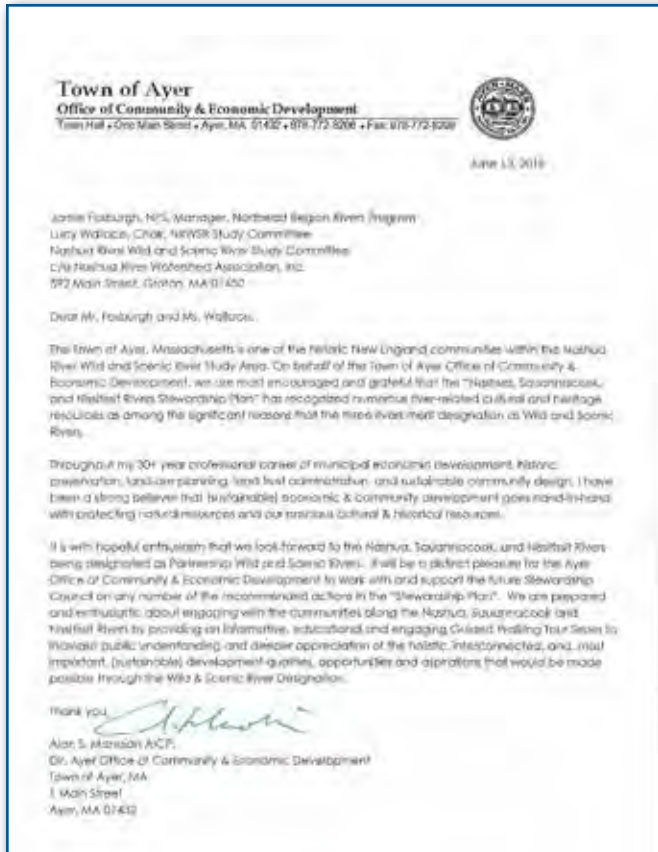 Town of Ayer
Office of Community & Economic Development
Town Hall • One Main Street • Ayer, MA 01432 • 978-772-8206 • Fax: 978-772-8208
June 13, 2018
Jamie Fosburgh, NPS, Manager, Northeast Region Rivers Program
Lucy Wallace, Chair, NRWSR Study Committee
Nashua River Wild and Scenic River Study Committee
c/o Nashua River Watershed Association, Inc.
592 Main Street, Groton, MA 01450
Dear Mr. Fosburgh and Ms. Wallace,
The Town of Ayer, Massachusetts is one of the historic New England communities within the Nashua
River Wild and Scenic River Study Area. On behalf of the Town of Ayer Office of Community &
Economic Development, we are most encouraged and grateful that the "Nashua, Squannacook,
and Nissitissit Rivers Stewardship Plan" has recognized numerous river-related cultural and heritage
resources as among the significant reasons that the three rivers merit designation as Wild and Scenic
Rivers.
Throughout my 30+ year professional career of municipal economic development, historic
preservation, land-use planning, land trust administration, and sustainable community design, I have
been a strong believer that (sustainable) economic & community development goes hand-in-hand
with protecting natural resources and our precious cultural & historical resources.
It is with hopeful enthusiasm that we look forward to the Nashua, Squannacook, and Nissitissit Rivers
being designated as Partnership Wild and Scenic Rivers. It will be a distinct pleasure for the Ayer
Office of Community & Economic Development to work with and support the future Stewardship
Council on any number of the recommended actions in the "Stewardship Plan". We are prepared
and enthusiastic about engaging with the communities along the Nashua, Squannacook and
Nissitissit Rivers by providing an informative, educational and engaging Guided Walking Tour Series to
increase public understanding and deeper appreciation of the holistic, interconnected, and, most
important, (sustainable) development qualities, opportunities and aspirations that would be made
possible through the Wild & Scenic River Designation.
Thank you
Alan S. Manoian AICP,
Dir. Ayer Office of Community & Economic Development
Town of Ayer, MA
1 Main Street
Ayer, MA 01432